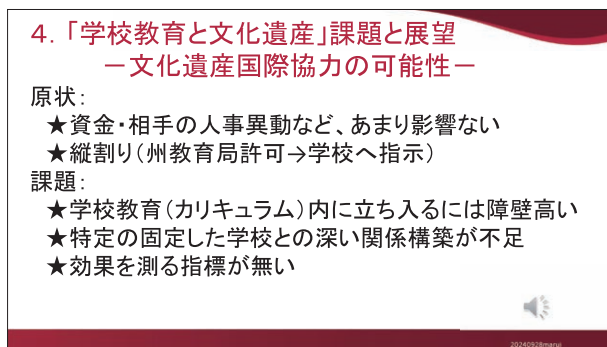 ４．「学校教育と文化遺産」課題と展望
－文化遺産国際協力の可能性－
原状：
★資金・相手の人事異動など、あまり影響ない
★縦割り（州教育局許可→学校へ指示）
課題：
★学校教育（カリキュラム）内に立ち入るには障壁高い
★特定の固定した学校との深い関係構築が不足
★効果を測る指標が無い
20240928marui